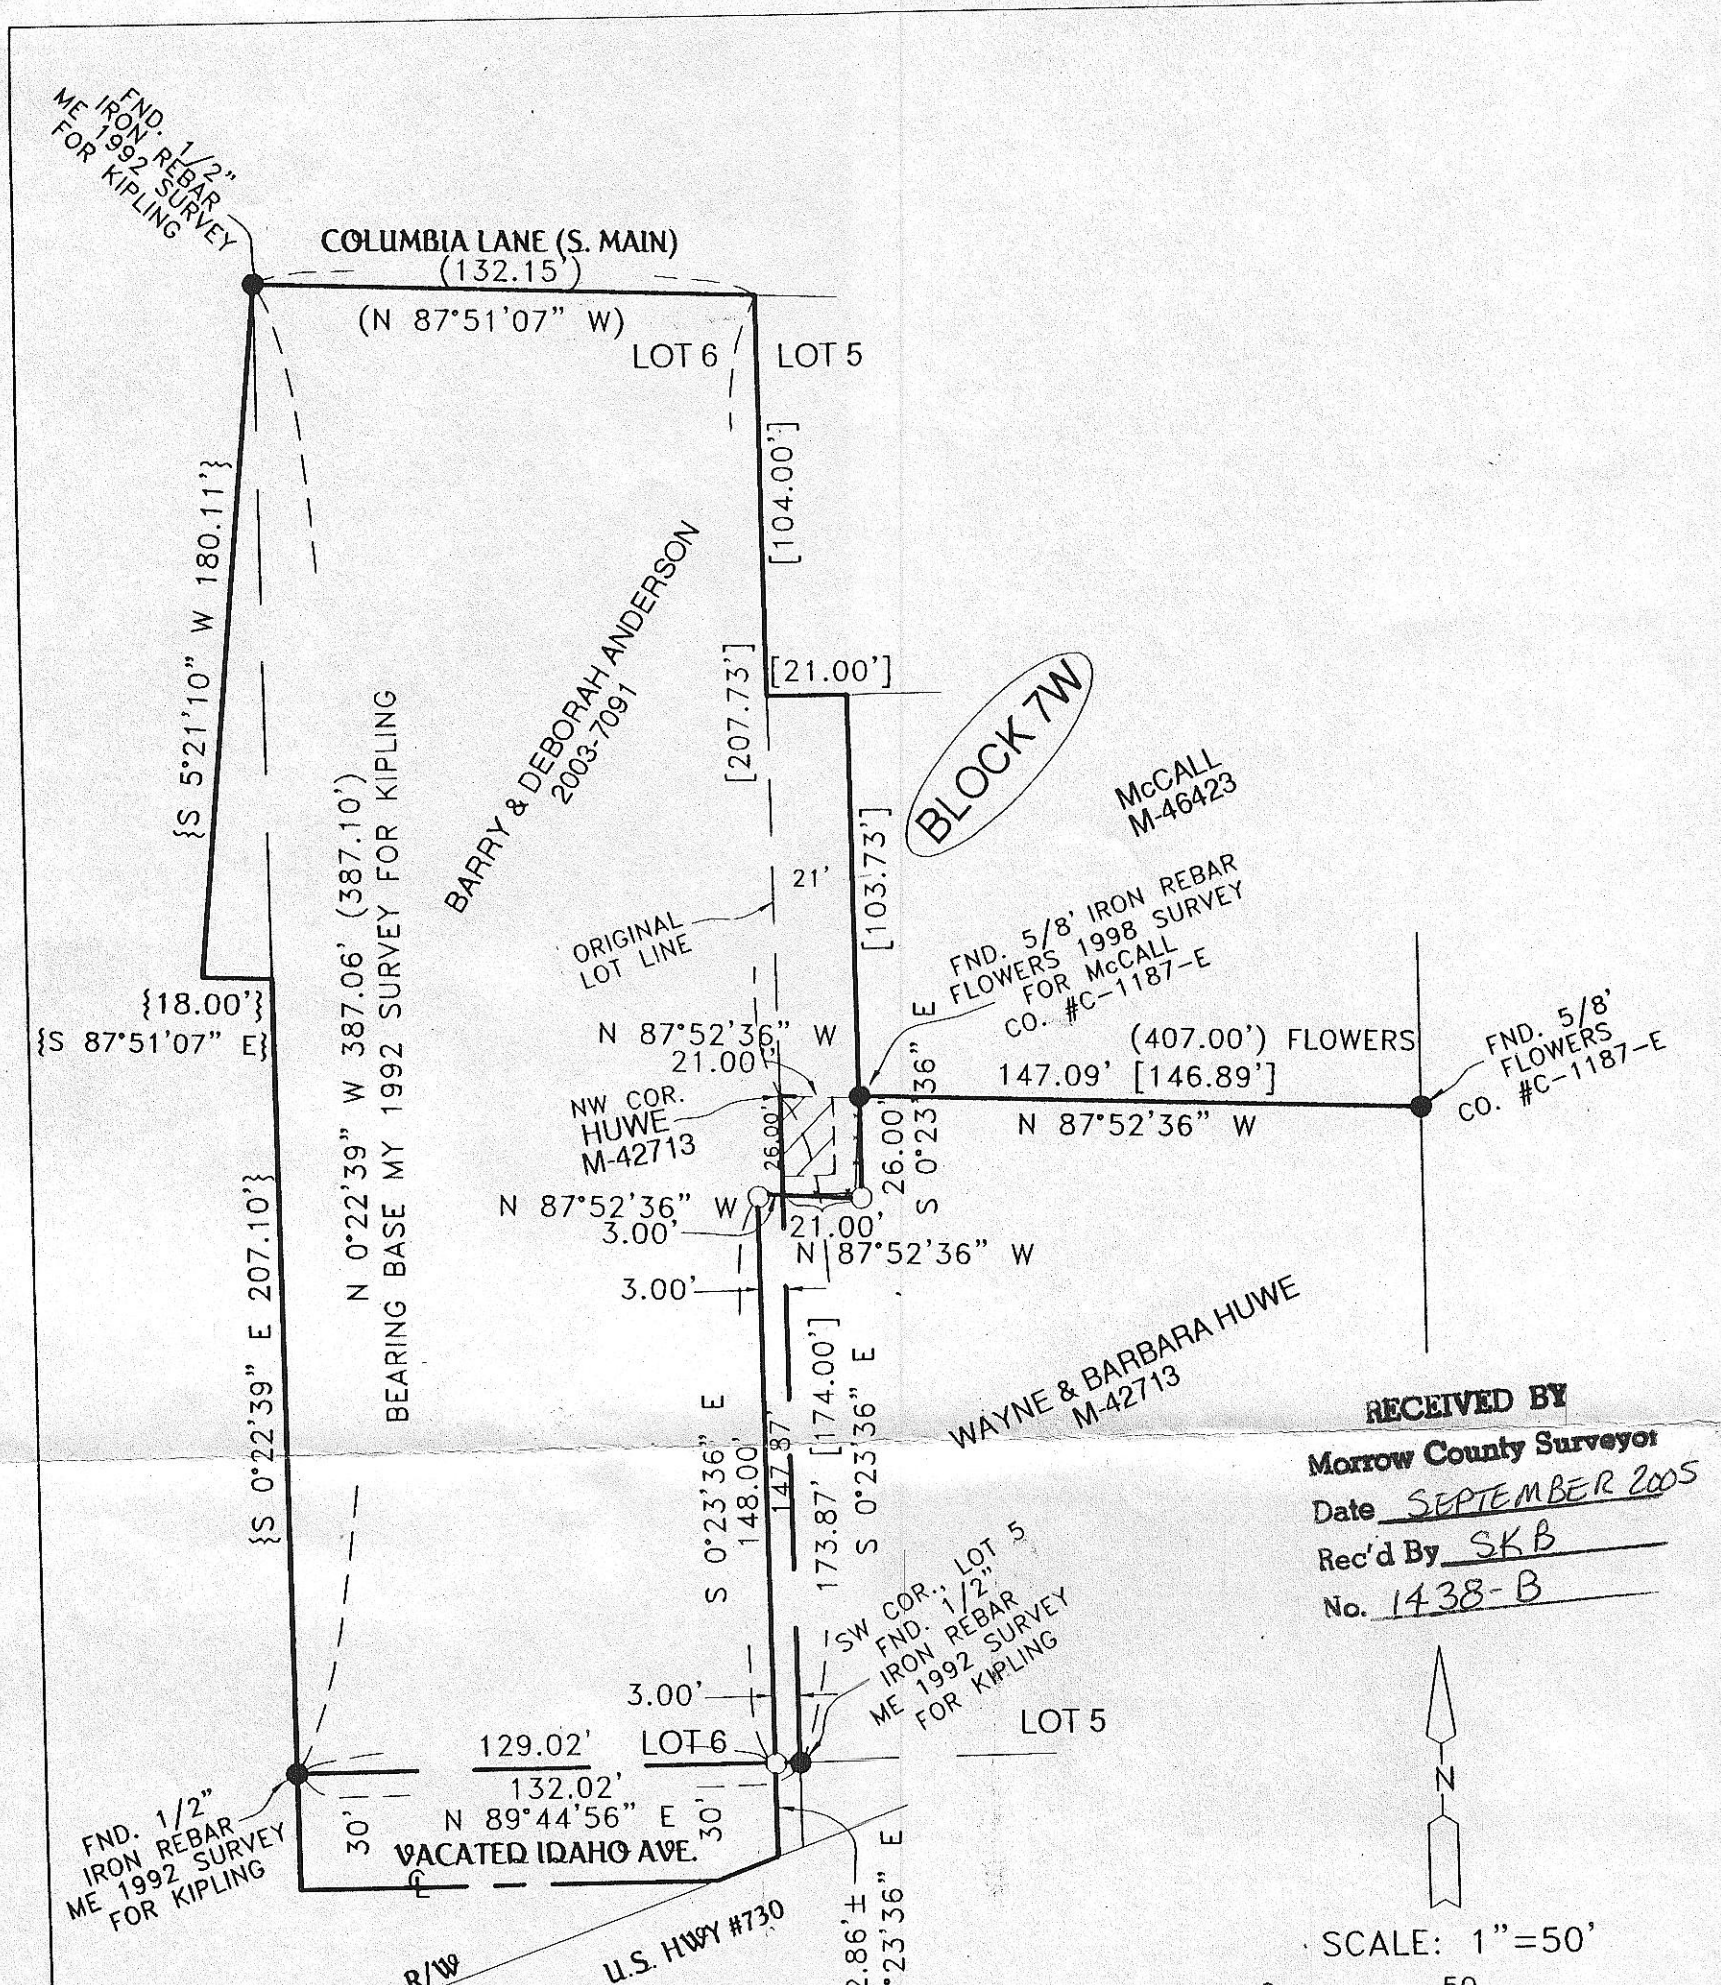 FND. 1/2"
IRON REBAR
ME 1992 SURVEY
FOR KIPLING
COLUMBIA LANE (S. MAIN)
(132.15')
(N 87°51'07" W)
LOT 6
LOT 5
[104.00']
{S 5°21'10" W 180.11'}
BARRY & DEBORAH ANDERSON
2003-7091
[207.73']
[21.00']
BLOCK 7W
McCALL
M-46423
N 0°22'39" W 387.06' (387.10')
BEARING BASE MY 1992 SURVEY FOR KIPLING
21'
[103.73']
ORIGINAL
LOT LINE
FND. 5/8' IRON REBAR
FLOWERS 1998 SURVEY
FOR McCALL
CO. #C-1187-E
{18.00'}
{S 87°51'07" E}
N 87°52'36" W
21.00'
(407.00') FLOWERS
147.09' [146.89']
N 87°52'36" W
FND. 5/8'
FLOWERS
CO. #C-1187-E
NW COR.
HUWE
M-42713
26.00'
26.00'
S 0°23'36" E
N 87°52'36" W
3.00'
21.00'
N 87°52'36" W
3.00'
{S 0°22'39" E 207.10'}
WAYNE & BARBARA HUWE
M-42713
S 0°23'36" E
148.00'
147.87'
173.87' [174.00']
S 0°23'36" E
RECEIVED BY
Morrow County Surveyor
Date SEPTEMBER 2005
Rec'd By SKB
No. 1438-B
SW COR., LOT 5
FND. 1/2"
IRON REBAR
ME 1992 SURVEY
FOR KIPLING
3.00'
LOT 5
129.02'
LOT 6
132.02'
N 89°44'56" E
30'
30'
VACATED IDAHO AVE.
FND. 1/2"
IRON REBAR
ME 1992 SURVEY
FOR KIPLING
N
SCALE: 1"=50'
R/W
U.S. HWY #730
2.86'±
°23'36" E
50